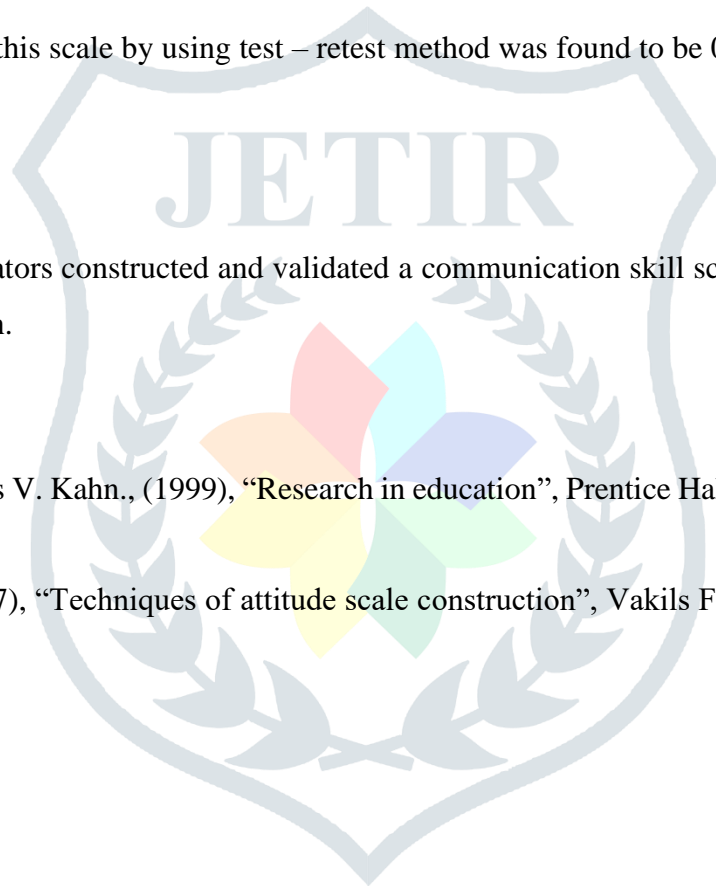 this scale by using test – retest method was found to be 0
JETIR
ators constructed and validated a communication skill sc
n.
s V. Kahn., (1999), “Research in education”, Prentice Ha
7), “Techniques of attitude scale construction”, Vakils F